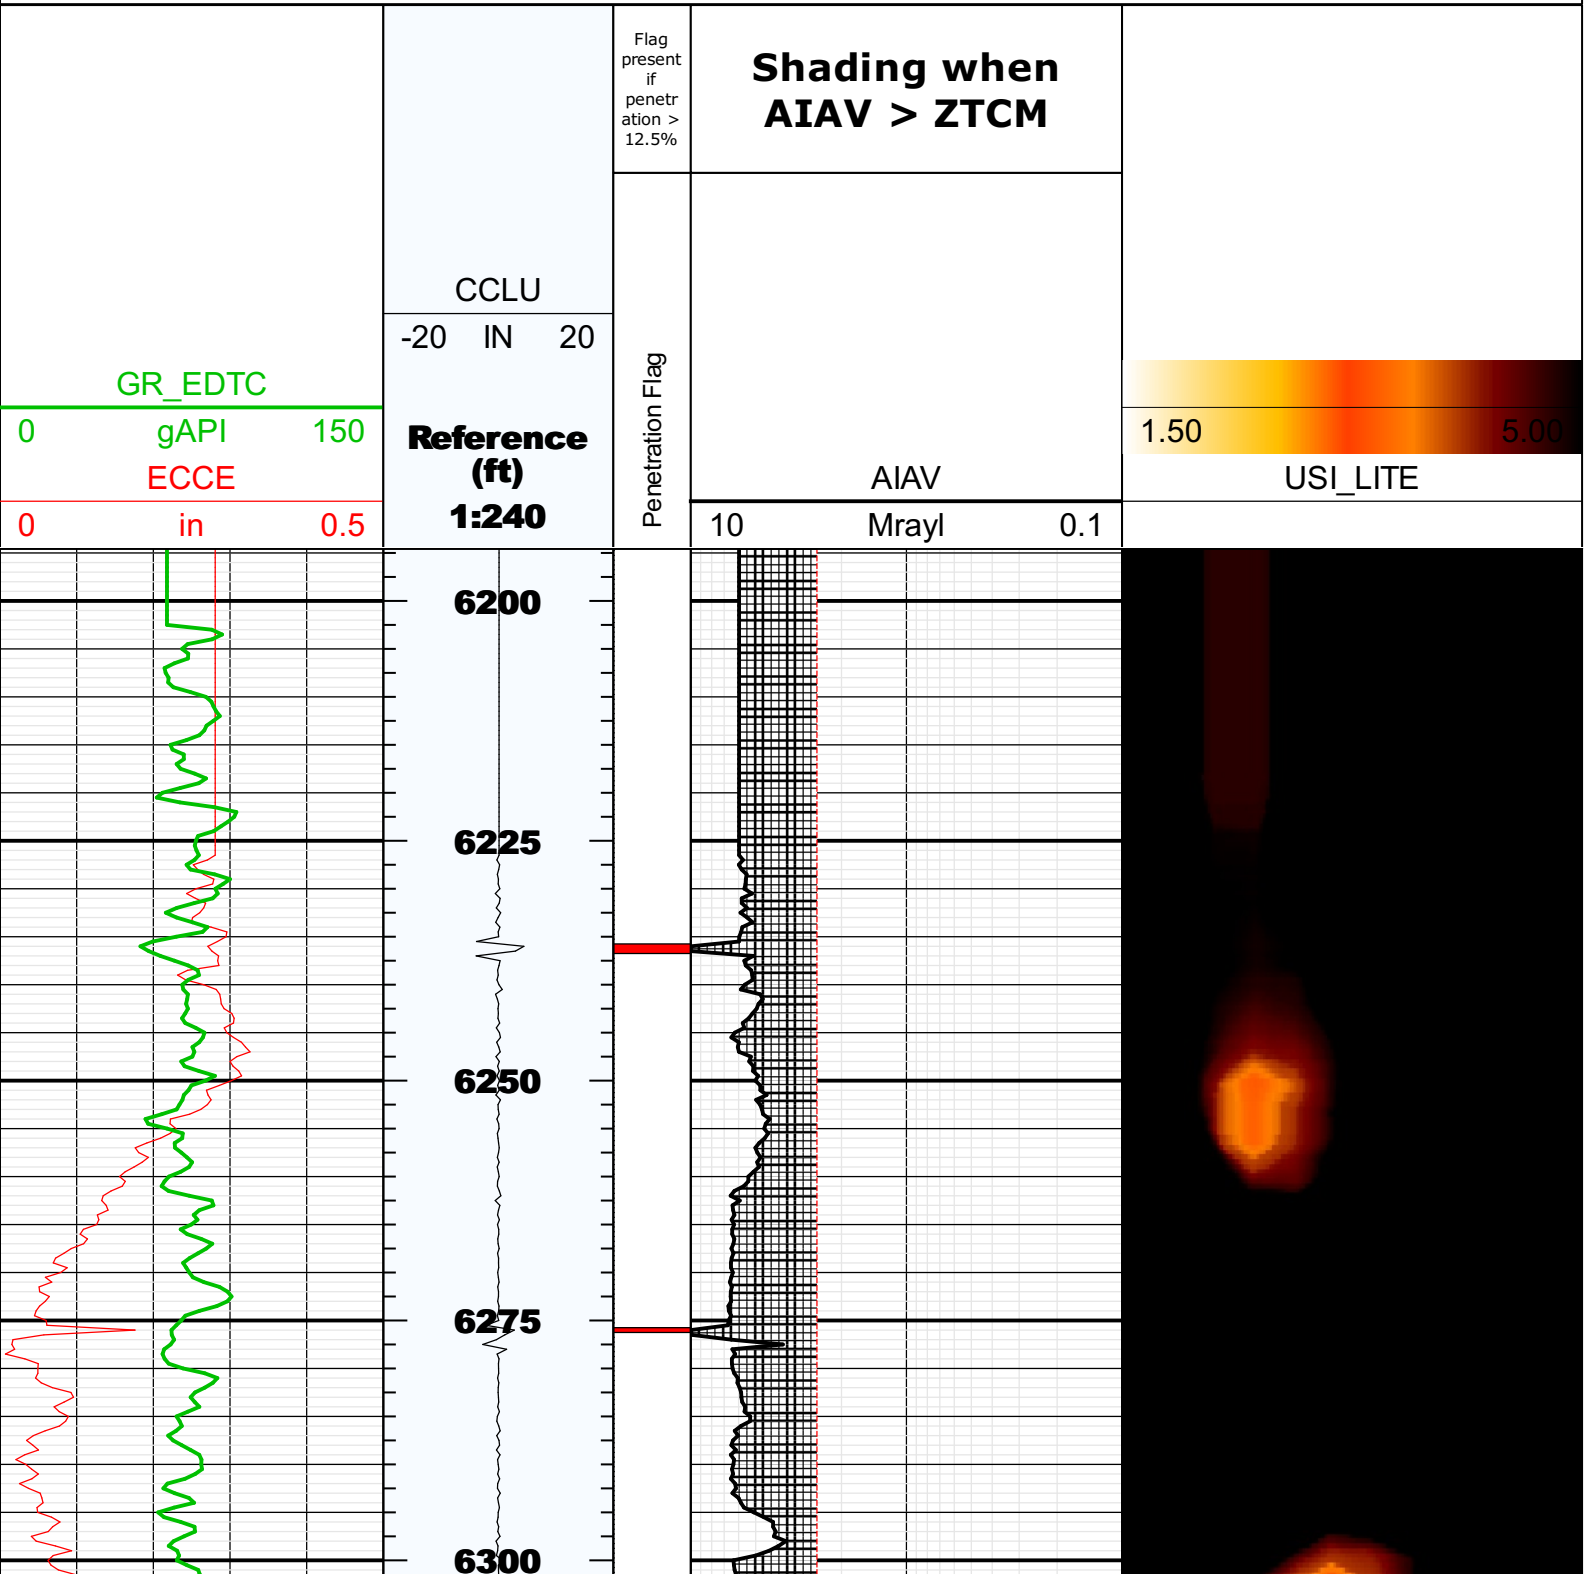 Flag
present
if
penetr
ation >
12.5%
Shading when
AIAV > ZTCM
CCLU
-20 IN 20
GR_EDTC
0 gAPI 150
ECCE
0 in 0.5
Reference
(ft)
1:240
Penetration Flag
AIAV
10 Mrayl 0.1
1.50 5.00
USI_LITE
6200
6225
6250
6275
6300